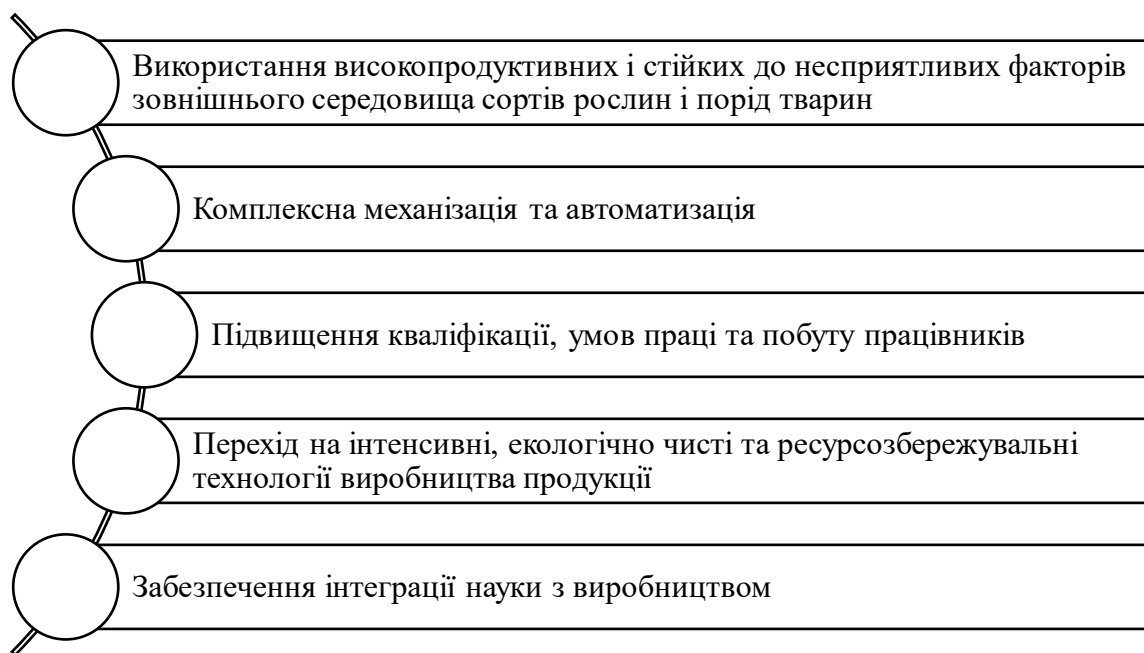 Використання високопродуктивних і стійких до несприятливих факторів
зовнішнього середовища сортів рослин і порід тварин
Комплексна механізація та автоматизація
Підвищення кваліфікації, умов праці та побуту працівників
Перехід на інтенсивні, екологічно чисті та ресурсозбережувальні
технології виробництва продукції
Забезпечення інтеграції науки з виробництвом